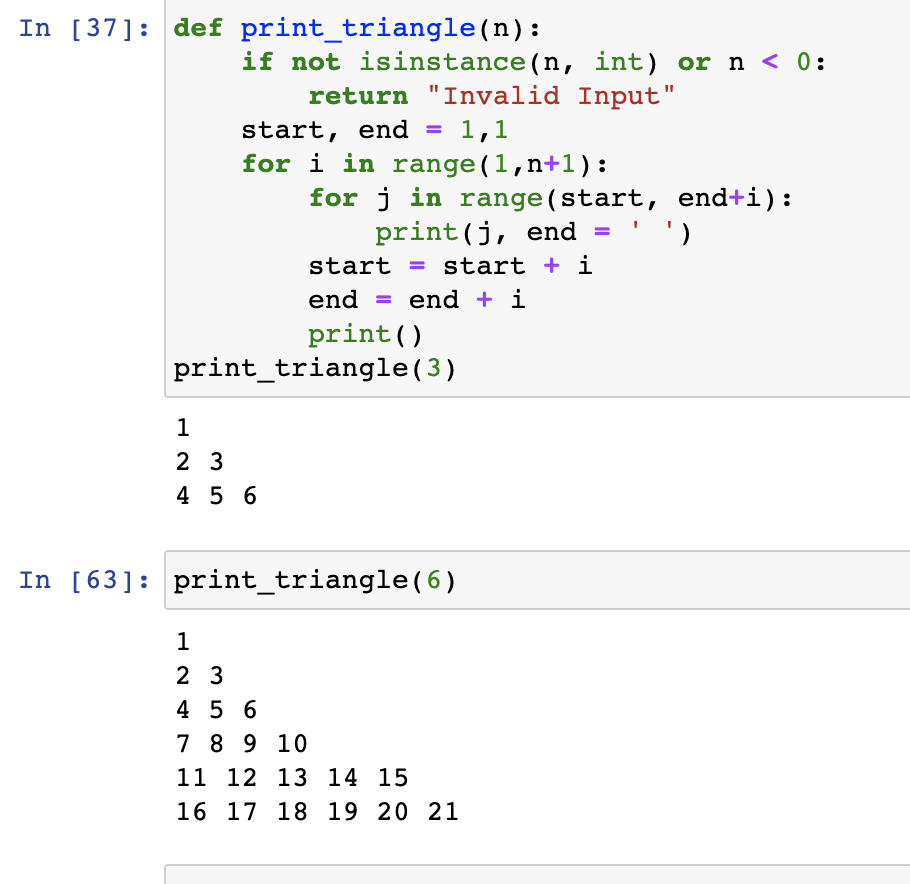 In [37]: def print_triangle(n):
    if not isinstance(n, int) or n < 0:
        return "Invalid Input"
    start, end = 1,1
    for i in range(1,n+1):
        for j in range(start, end+i):
            print(j, end = ' ')
        start = start + i
        end = end + i
        print()
print_triangle(3)
1
2 3
4 5 6
In [63]: print_triangle(6)
1
2 3
4 5 6
7 8 9 10
11 12 13 14 15
16 17 18 19 20 21